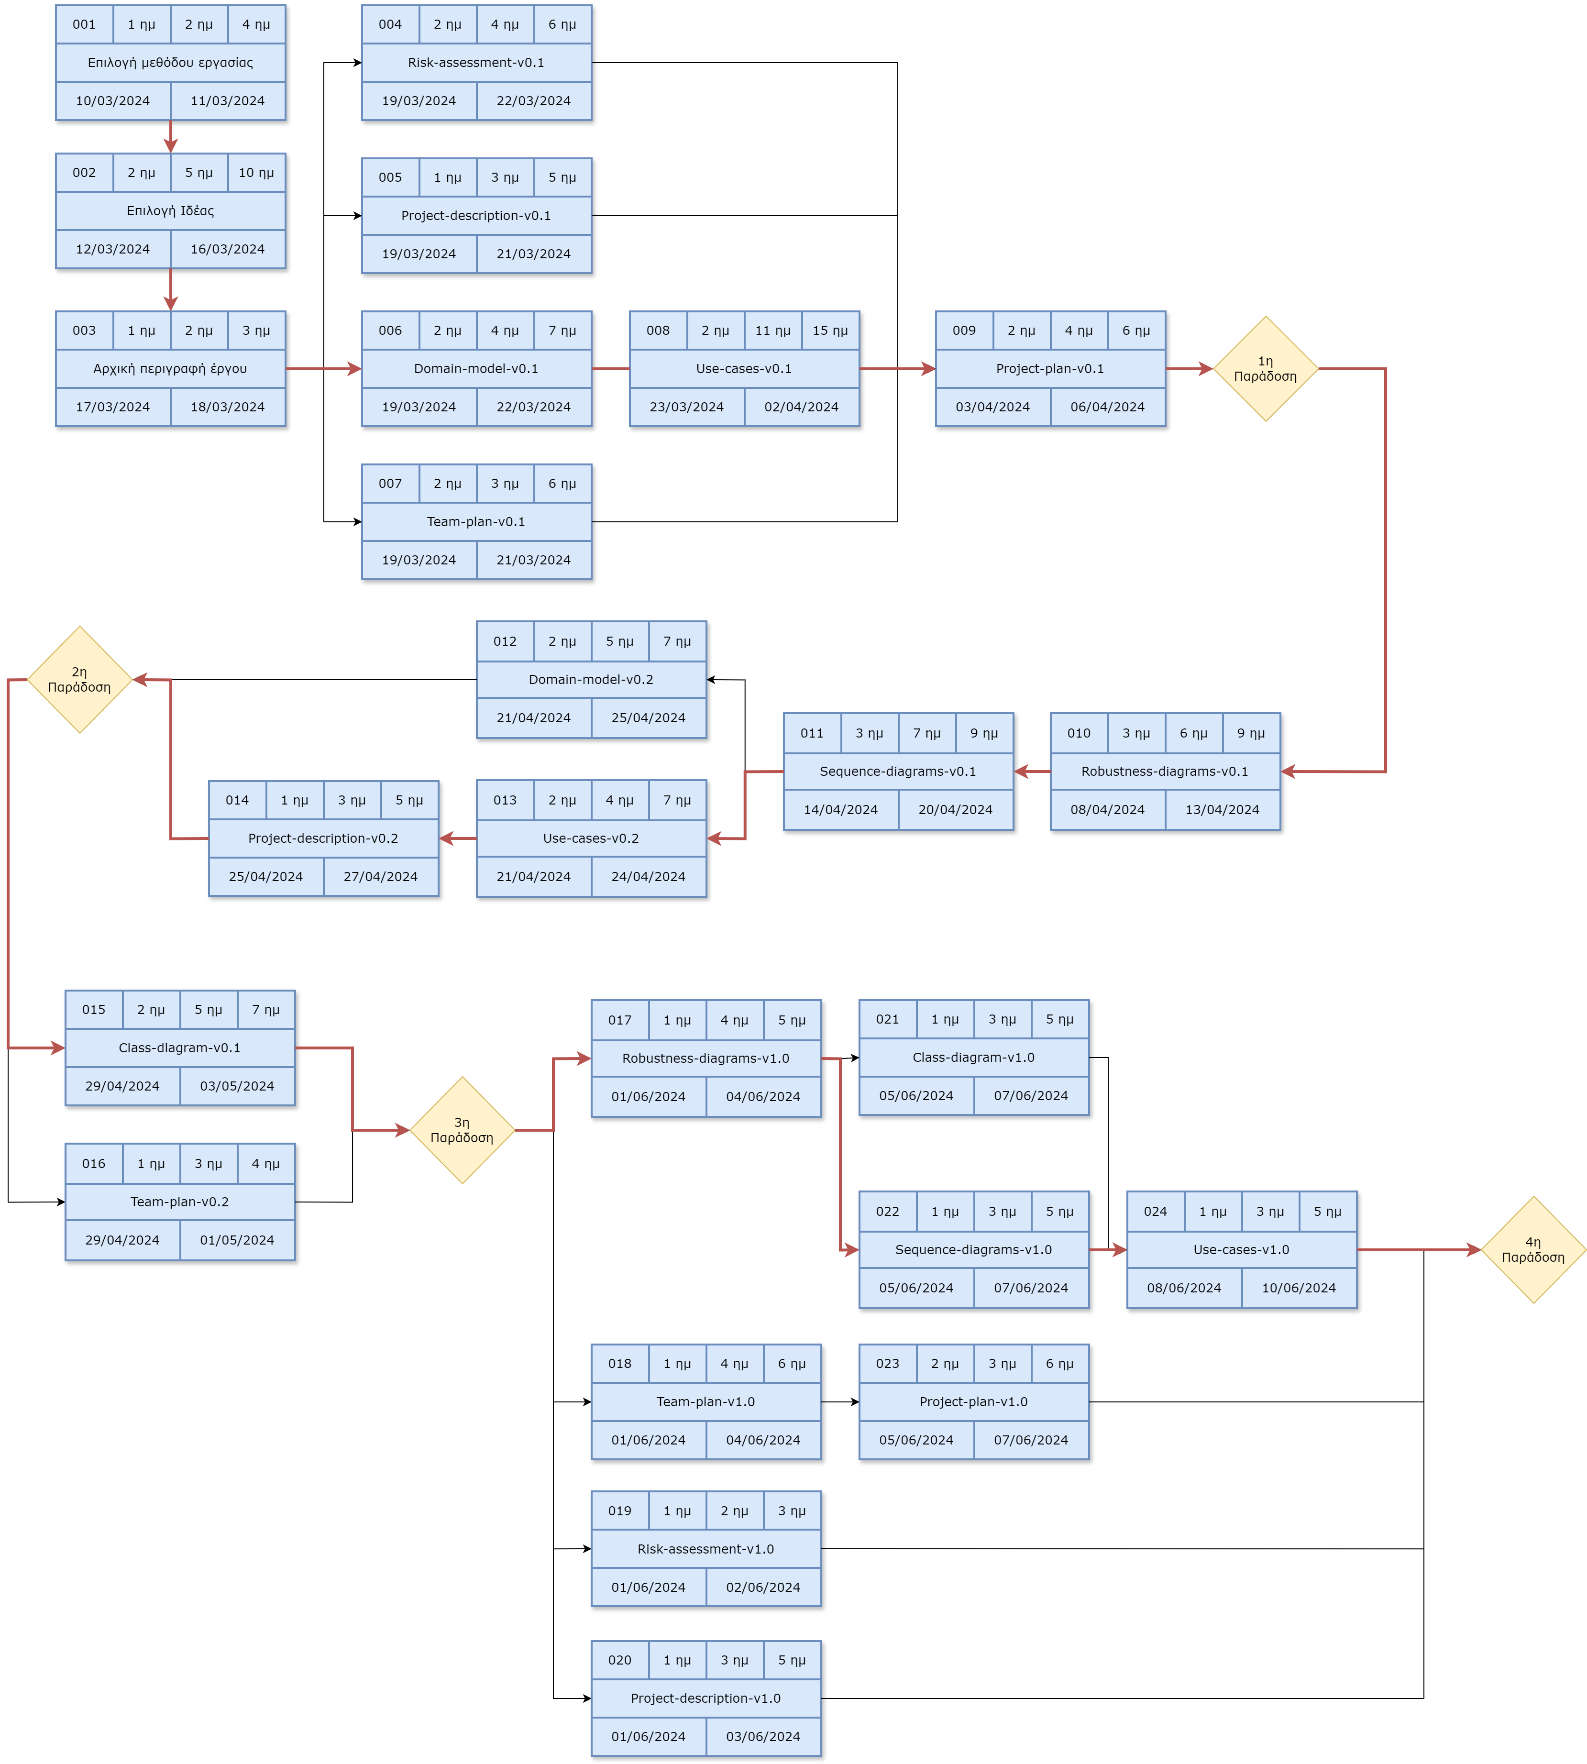 001 1 ημ 2 ημ 4 ημ
Επιλογή μεθόδου εργασίας
10/03/2024 11/03/2024
002 2 ημ 5 ημ 10 ημ
Επιλογή Ιδέας
12/03/2024 16/03/2024
003 1 ημ 2 ημ 3 ημ
Αρχική περιγραφή έργου
17/03/2024 18/03/2024
004 2 ημ 4 ημ 6 ημ
Risk-assessment-v0.1
19/03/2024 22/03/2024
005 1 ημ 3 ημ 5 ημ
Project-description-v0.1
19/03/2024 21/03/2024
006 2 ημ 4 ημ 7 ημ
Domain-model-v0.1
19/03/2024 22/03/2024
007 2 ημ 3 ημ 6 ημ
Team-plan-v0.1
19/03/2024 21/03/2024
008 2 ημ 11 ημ 15 ημ
Use-cases-v0.1
23/03/2024 02/04/2024
009 2 ημ 4 ημ 6 ημ
Project-plan-v0.1
03/04/2024 06/04/2024
1η
Παράδοση
010 3 ημ 6 ημ 9 ημ
Robustness-diagrams-v0.1
08/04/2024 13/04/2024
011 3 ημ 7 ημ 9 ημ
Sequence-diagrams-v0.1
14/04/2024 20/04/2024
012 2 ημ 5 ημ 7 ημ
Domain-model-v0.2
21/04/2024 25/04/2024
013 2 ημ 4 ημ 7 ημ
Use-cases-v0.2
21/04/2024 24/04/2024
014 1 ημ 3 ημ 5 ημ
Project-description-v0.2
25/04/2024 27/04/2024
2η
Παράδοση
015 2 ημ 5 ημ 7 ημ
Class-diagram-v0.1
29/04/2024 03/05/2024
016 1 ημ 3 ημ 4 ημ
Team-plan-v0.2
29/04/2024 01/05/2024
3η
Παράδοση
017 1 ημ 4 ημ 5 ημ
Robustness-diagrams-v1.0
01/06/2024 04/06/2024
021 1 ημ 3 ημ 5 ημ
Class-diagram-v1.0
05/06/2024 07/06/2024
022 1 ημ 3 ημ 5 ημ
Sequence-diagrams-v1.0
05/06/2024 07/06/2024
024 1 ημ 3 ημ 5 ημ
Use-cases-v1.0
08/06/2024 10/06/2024
4η
Παράδοση
018 1 ημ 4 ημ 6 ημ
Team-plan-v1.0
01/06/2024 04/06/2024
023 2 ημ 3 ημ 6 ημ
Project-plan-v1.0
05/06/2024 07/06/2024
019 1 ημ 2 ημ 3 ημ
Risk-assessment-v1.0
01/06/2024 02/06/2024
020 1 ημ 3 ημ 5 ημ
Project-description-v1.0
01/06/2024 03/06/2024